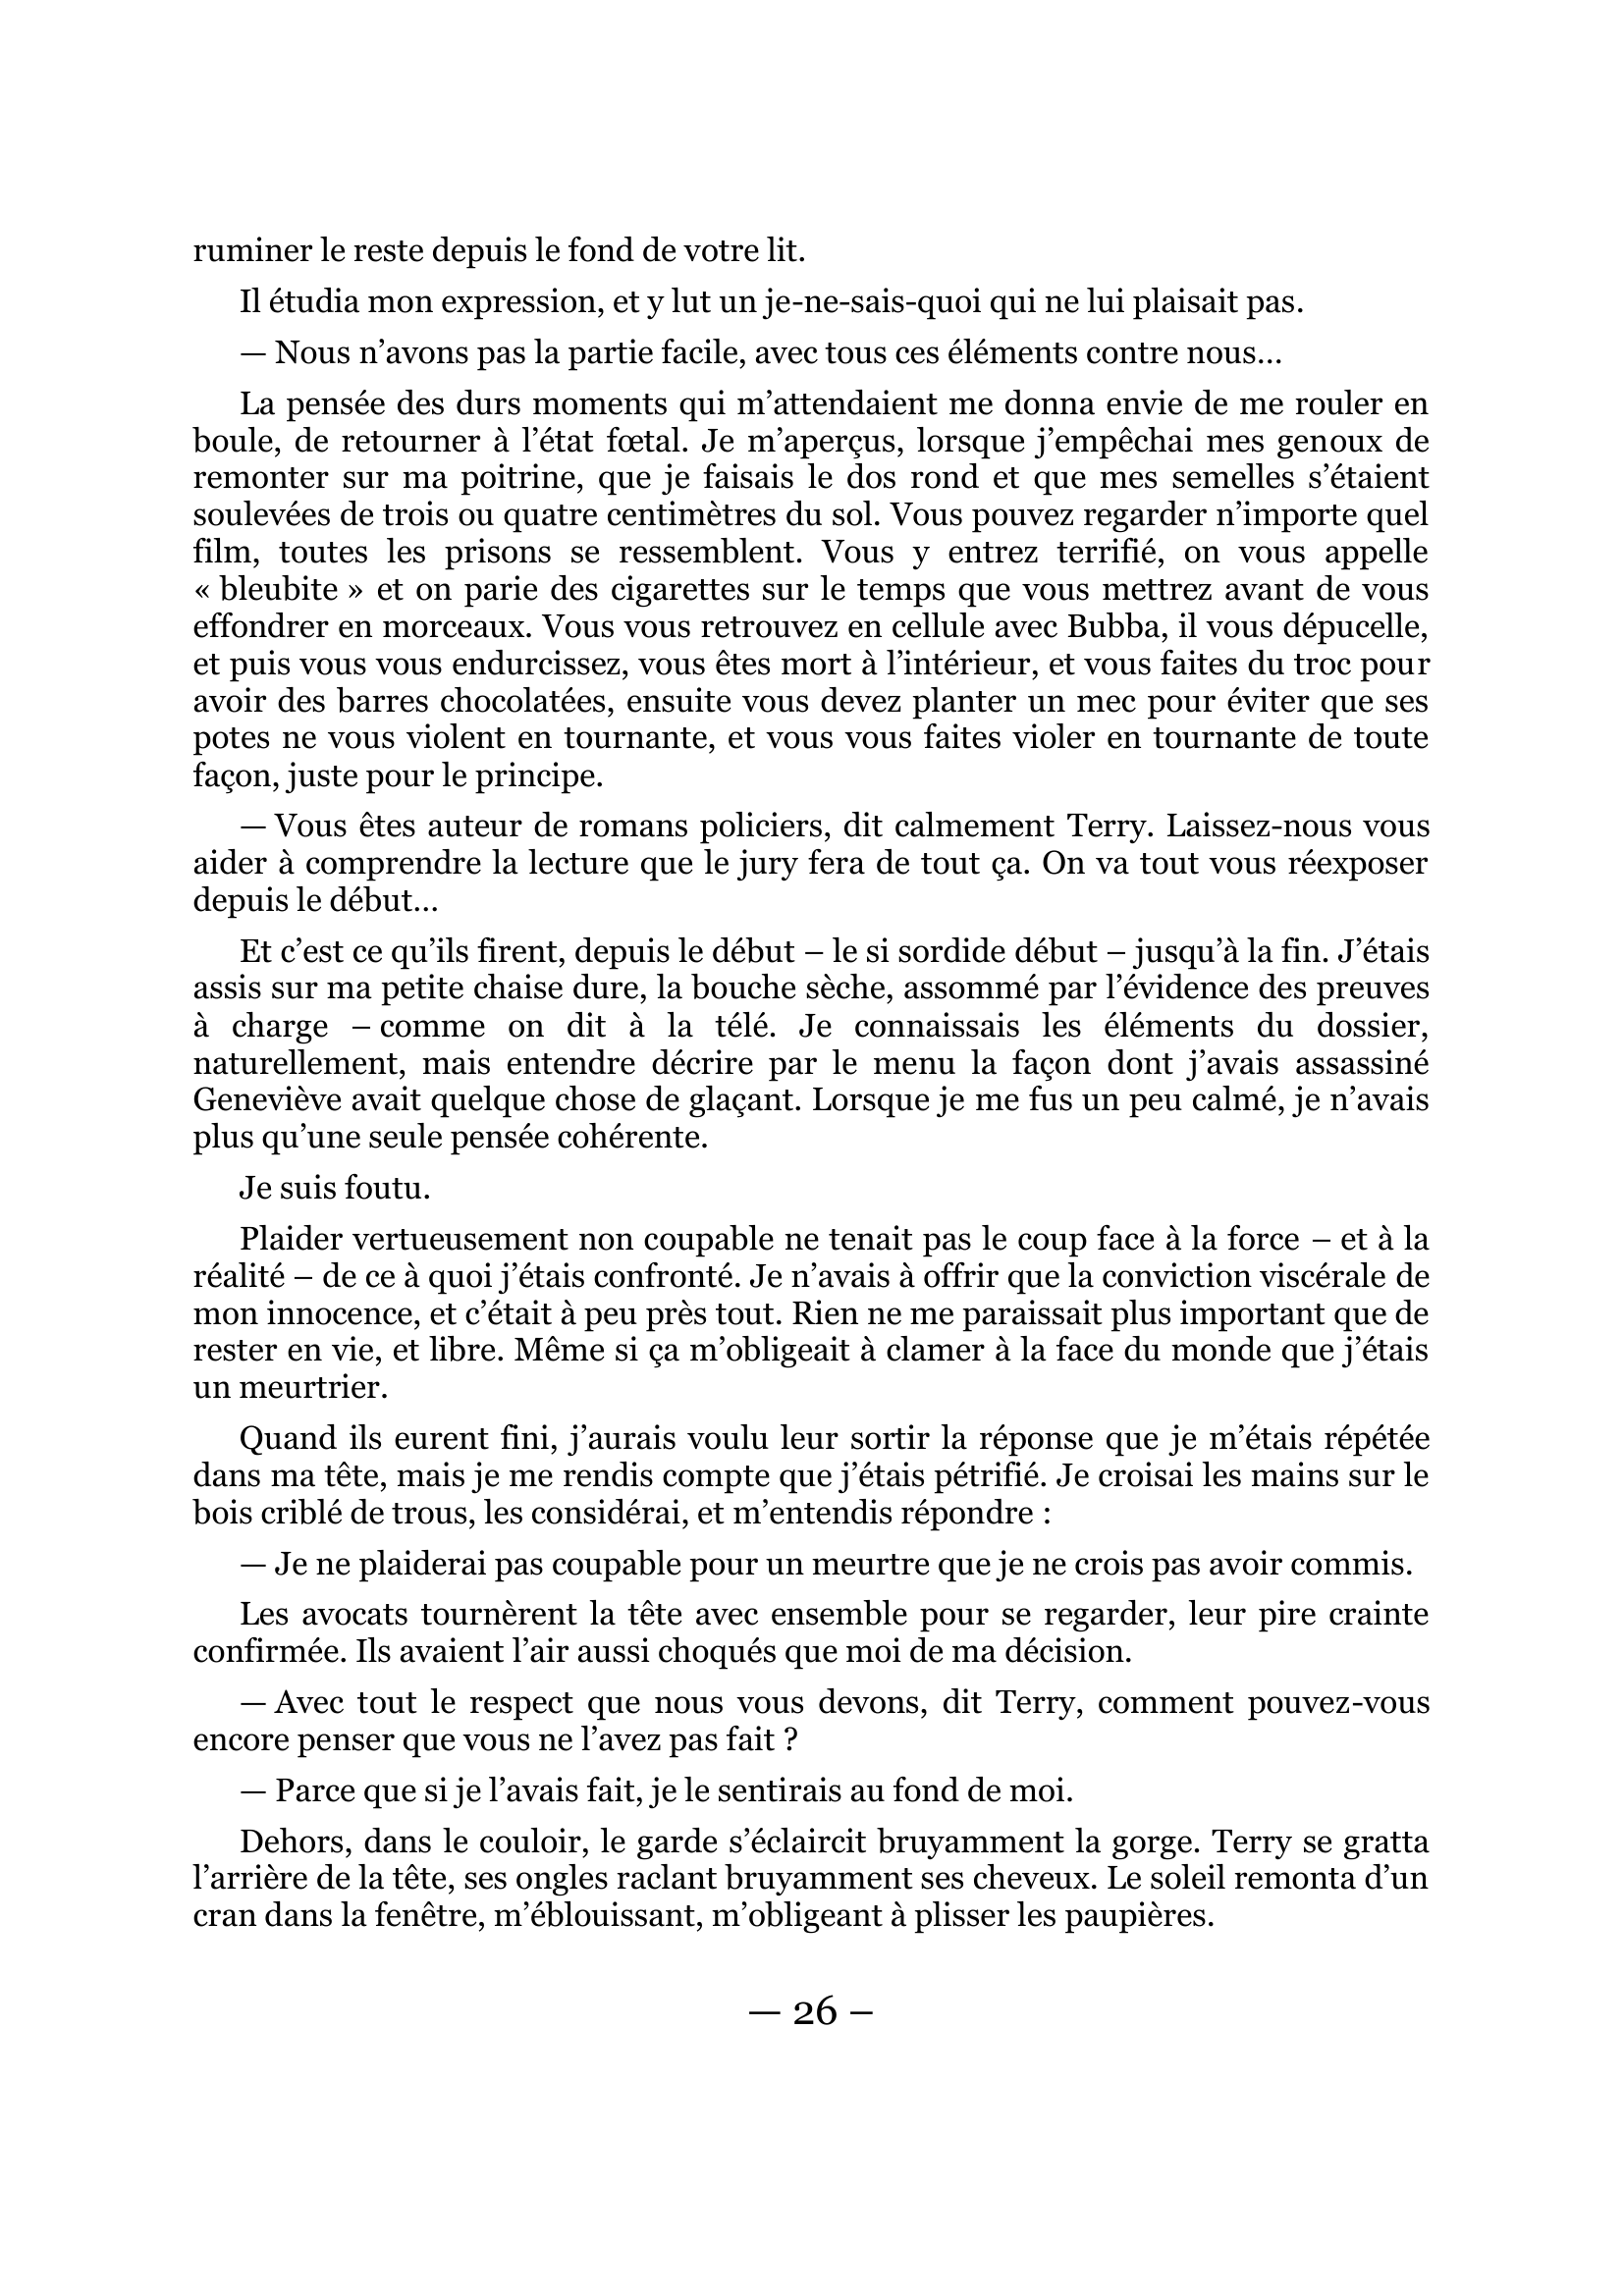 ruminer le reste depuis le fond de votre lit.
Il étudia mon expression, et y lut un je-ne-sais-quoi qui ne lui plaisait pas.
— Nous n’avons pas la partie facile, avec tous ces éléments contre nous…
La pensée des durs moments qui m’attendaient me donna envie de me rouler en
boule, de retourner à l’état fœtal. Je m’aperçus, lorsque j’empêchai mes genoux de
remonter sur ma poitrine, que je faisais le dos rond et que mes semelles s’étaient
soulevées de trois ou quatre centimètres du sol. Vous pouvez regarder n’importe quel
film, toutes les prisons se ressemblent. Vous y entrez terrifié, on vous appelle
« bleubite » et on parie des cigarettes sur le temps que vous mettrez avant de vous
effondrer en morceaux. Vous vous retrouvez en cellule avec Bubba, il vous dépucelle,
et puis vous vous endurcissez, vous êtes mort à l’intérieur, et vous faites du troc pour
avoir des barres chocolatées, ensuite vous devez planter un mec pour éviter que ses
potes ne vous violent en tournante, et vous vous faites violer en tournante de toute
façon, juste pour le principe.
— Vous êtes auteur de romans policiers, dit calmement Terry. Laissez-nous vous
aider à comprendre la lecture que le jury fera de tout ça. On va tout vous réexposer
depuis le début…
Et c’est ce qu’ils firent, depuis le début – le si sordide début – jusqu’à la fin. J’étais
assis sur ma petite chaise dure, la bouche sèche, assommé par l’évidence des preuves
à charge – comme on dit à la télé. Je connaissais les éléments du dossier,
naturellement, mais entendre décrire par le menu la façon dont j’avais assassiné
Geneviève avait quelque chose de glaçant. Lorsque je me fus un peu calmé, je n’avais
plus qu’une seule pensée cohérente.
Je suis foutu.
Plaider vertueusement non coupable ne tenait pas le coup face à la force – et à la
réalité – de ce à quoi j’étais confronté. Je n’avais à offrir que la conviction viscérale de
mon innocence, et c’était à peu près tout. Rien ne me paraissait plus important que de
rester en vie, et libre. Même si ça m’obligeait à clamer à la face du monde que j’étais
un meurtrier.
Quand ils eurent fini, j’aurais voulu leur sortir la réponse que je m’étais répétée
dans ma tête, mais je me rendis compte que j’étais pétrifié. Je croisai les mains sur le
bois criblé de trous, les considérai, et m’entendis répondre :
— Je ne plaiderai pas coupable pour un meurtre que je ne crois pas avoir commis.
Les avocats tournèrent la tête avec ensemble pour se regarder, leur pire crainte
confirmée. Ils avaient l’air aussi choqués que moi de ma décision.
— Avec tout le respect que nous vous devons, dit Terry, comment pouvez-vous
encore penser que vous ne l’avez pas fait ?
— Parce que si je l’avais fait, je le sentirais au fond de moi.
Dehors, dans le couloir, le garde s’éclaircit bruyamment la gorge. Terry se gratta
l’arrière de la tête, ses ongles raclant bruyamment ses cheveux. Le soleil remonta d’un
cran dans la fenêtre, m’éblouissant, m’obligeant à plisser les paupières.
— 26 –